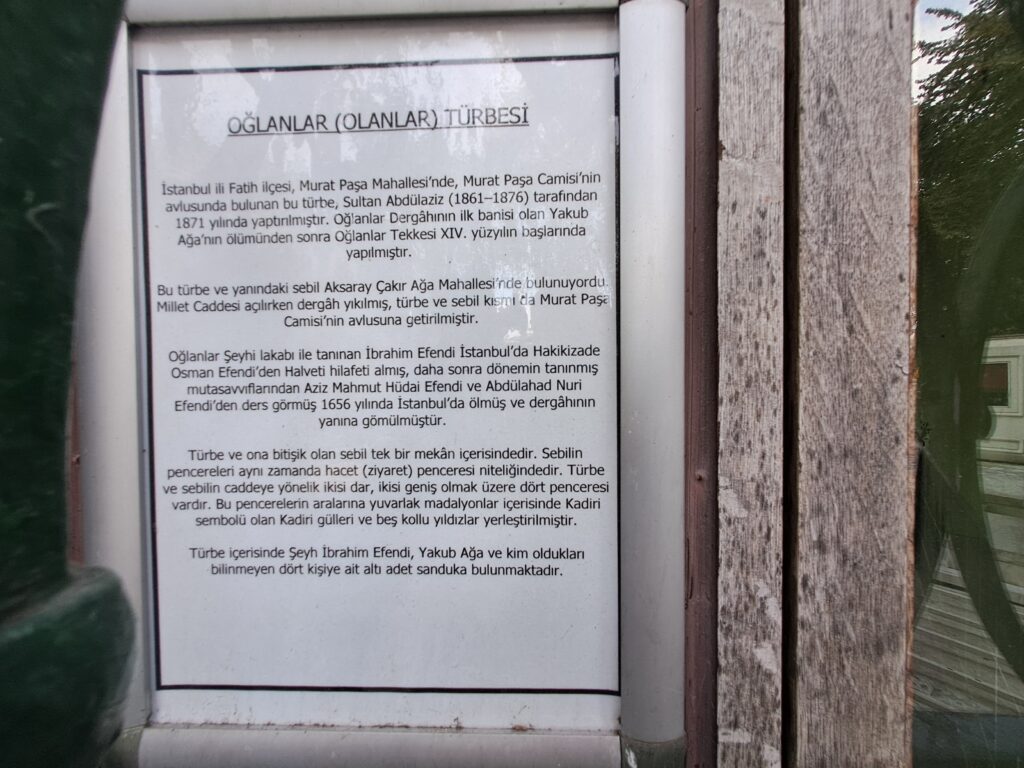 OĞLANLAR (OLANLAR) TÜRBESİ
İstanbul ili Fatih ilçesi, Murat Paşa Mahallesi'nde, Murat Paşa Camisi'nin
avlusunda bulunan bu türbe, Sultan Abdülaziz (1861–1876) tarafından
1871 yılında yaptırılmıştır. Oğlanlar Dergâhının ilk banisi olan Yakub
Ağa'nın ölümünden sonra Oğlanlar Tekkesi XIV. yüzyılın başlarında
yapılmıştır.
Bu türbe ve yanındaki sebil Aksaray Çakır Ağa Mahallesi'nde bulunuyordu.
Millet Caddesi açılırken dergâh yıkılmış, türbe ve sebil kısmı da Murat Paşa
Camisi'nin avlusuna getirilmiştir.
Oğlanlar Şeyhi lakabı ile tanınan İbrahim Efendi İstanbul'da Hakikizade
Osman Efendi'den Halveti hilafeti almış, daha sonra dönemin tanınmış
mutasavvıflarından Aziz Mahmut Hüdai Efendi ve Abdülahad Nuri
Efendi'den ders görmüş 1656 yılında İstanbul'da ölmüş ve dergâhının
yanına gömülmüştür.
Türbe ve ona bitişik olan sebil tek bir mekân içerisindedir. Sebilin
pencereleri aynı zamanda hacet (ziyaret) penceresi niteliğindedir. Türbe
ve sebilin caddeye yönelik ikisi dar, ikisi geniş olmak üzere dört penceresi
vardır. Bu pencerelerin aralarına yuvarlak madalyonlar içerisinde Kadiri
sembolü olan Kadiri gülleri ve beş kollu yıldızlar yerleştirilmiştir.
Türbe içerisinde Şeyh İbrahim Efendi, Yakub Ağa ve kim oldukları
bilinmeyen dört kişiye ait altı adet sanduka bulunmaktadır.